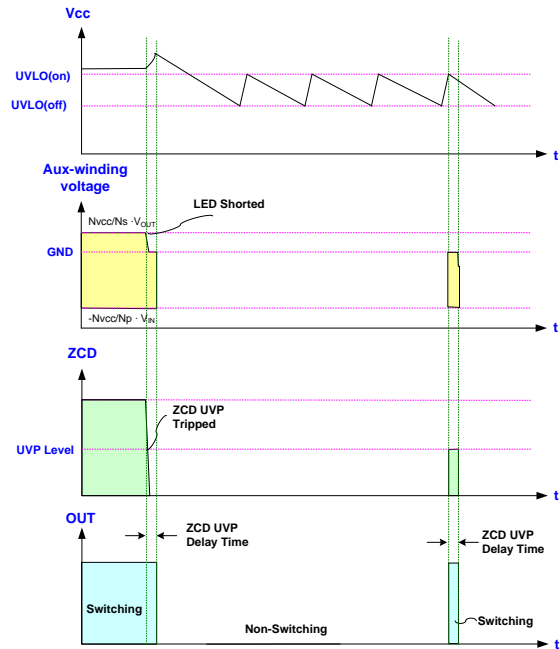 Vcc
UVLO(on)
UVLO(off)
t
Aux-winding
voltage
LED Shorted
Nvcc/Ns ·VOUT
GND
-Nvcc/Np · VIN
t
ZCD
ZCD UVP
Tripped
UVP Level
t
OUT
ZCD UVP
Delay Time
ZCD UVP
Delay Time
Switching
Non-Switching
Switching
t